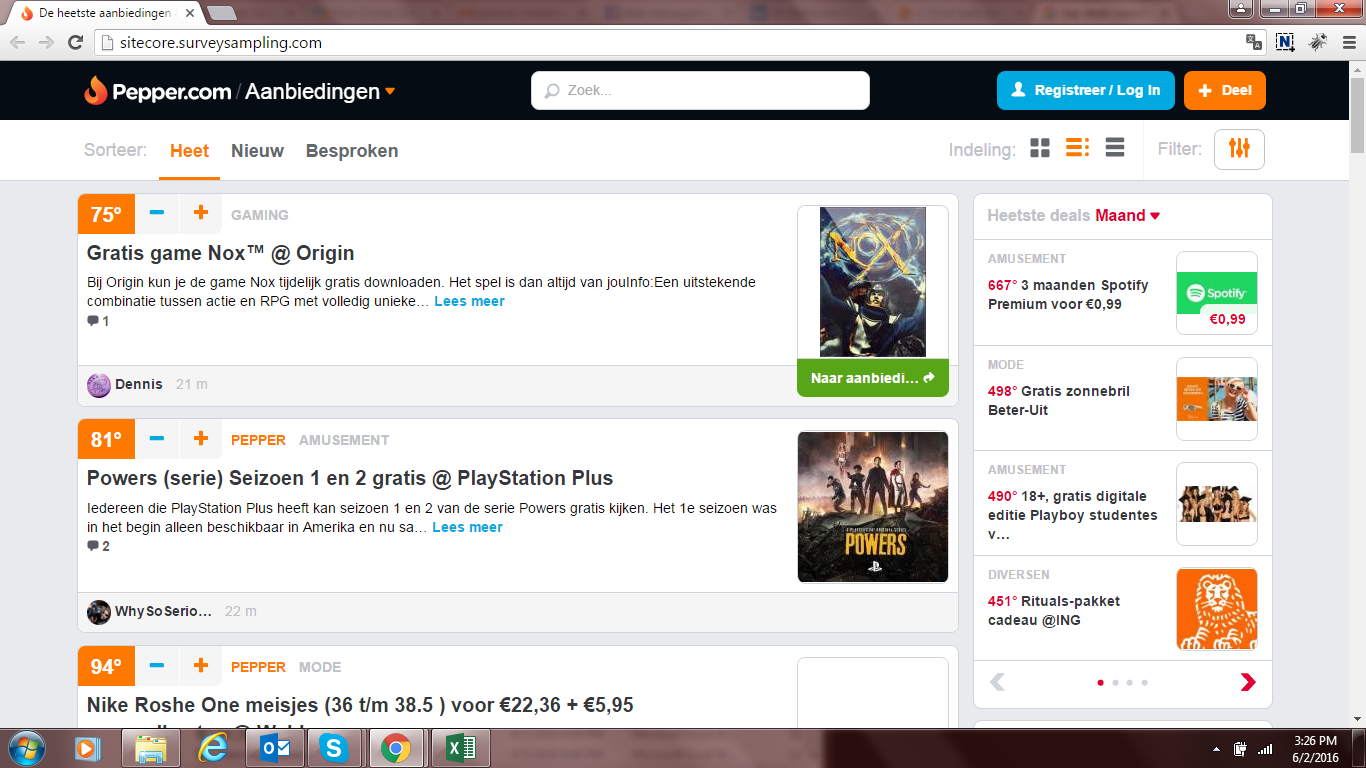 De heetste aanbiedingen
sitecore.surveysampling.com
Pepper.com / Aanbiedingen
Zoek...
Registreer / Log In
+ Deel
Sorteer: Heet Nieuw Besproken
Indeling:
Filter:
75° − + GAMING
Gratis game Nox™ @ Origin
Bij Origin kun je de game Nox tijdelijk gratis downloaden. Het spel is dan altijd van jouInfo:Een uitstekende
combinatie tussen actie en RPG met volledig unieke… Lees meer
1
NOX
Naar aanbiedi…
Dennis 21 m
81° − + PEPPER AMUSEMENT
Powers (serie) Seizoen 1 en 2 gratis @ PlayStation Plus
Iedereen die PlayStation Plus heeft kan seizoen 1 en 2 van de serie Powers gratis kijken. Het 1e seizoen was
in het begin alleen beschikbaar in Amerika en nu sa… Lees meer
2
POWERS
WhySoSerio… 22 m
94° − + PEPPER MODE
Nike Roshe One meisjes (36 t/m 38.5 ) voor €22,36 + €5,95
Heetste deals Maand
AMUSEMENT
667° 3 maanden Spotify
Premium voor €0,99
Spotify
€0,99
MODE
498° Gratis zonnebril
Beter-Uit
AMUSEMENT
490° 18+, gratis digitale
editie Playboy studentes
v…
DIVERSEN
451° Rituals-pakket
cadeau @ING
3:26 PM
6/2/2016